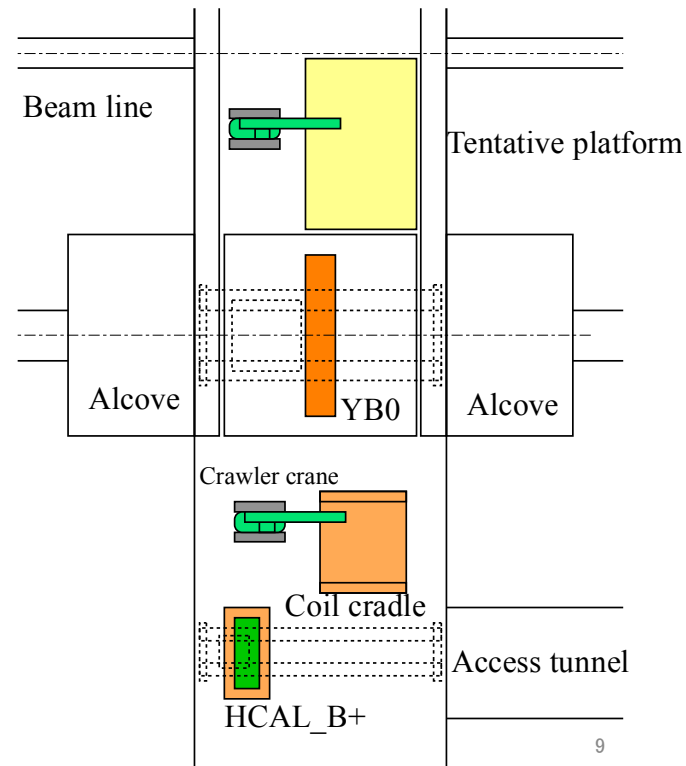 Beam line
Tentative platform
Alcove
YB0
Alcove
Crawler crane
Coil cradle
Access tunnel
HCAL_B+
9